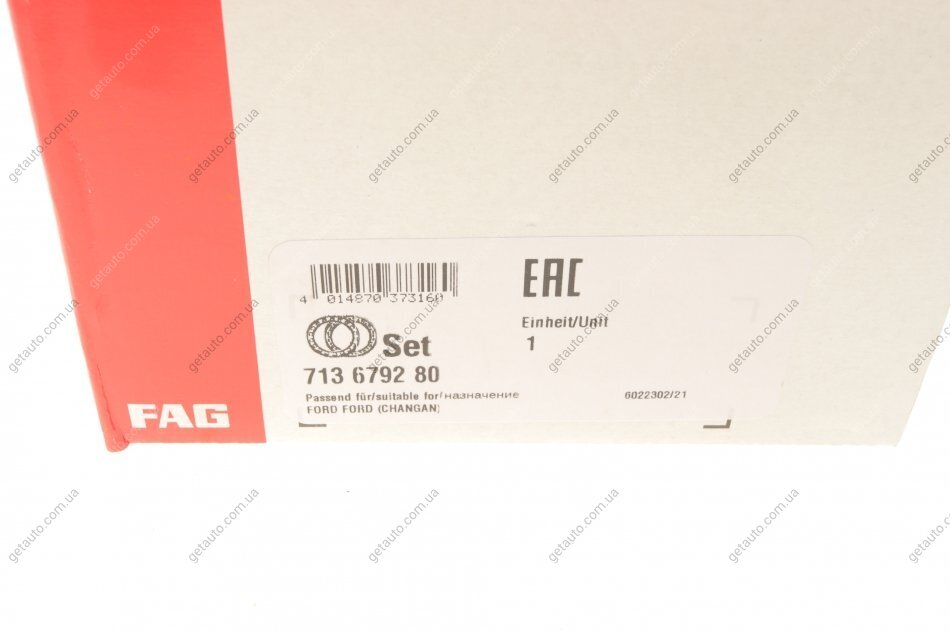 4 014870 373160
EAC
Einheit/Unit
1
Set
713 6792 80
Passend für/suitable for/назначение
6022302/21
FORD FORD (CHANGAN)
FAG
getauto.com.ua